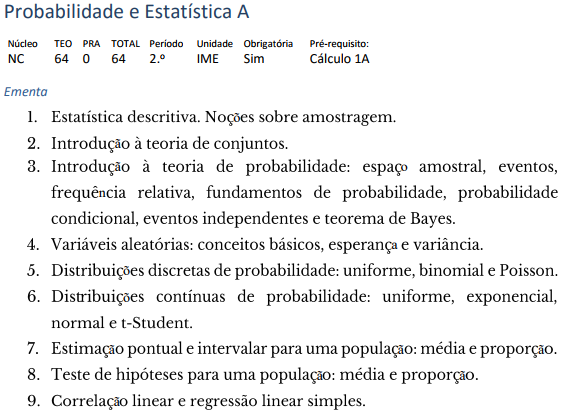 Probabilidade e Estatística A
Núcleo TEO PRA TOTAL Período Unidade Obrigatória Pré-requisito:
NC 64 0 64 2.º IME Sim Cálculo 1A
Ementa
1. Estatística descritiva. Noções sobre amostragem.
2. Introdução à teoria de conjuntos.
3. Introdução à teoria de probabilidade: espaço amostral, eventos,
frequência relativa, fundamentos de probabilidade, probabilidade
condicional, eventos independentes e teorema de Bayes.
4. Variáveis aleatórias: conceitos básicos, esperança e variância.
5. Distribuições discretas de probabilidade: uniforme, binomial e Poisson.
6. Distribuições contínuas de probabilidade: uniforme, exponencial,
normal e t-Student.
7. Estimação pontual e intervalar para uma população: média e proporção.
8. Teste de hipóteses para uma população: média e proporção.
9. Correlação linear e regressão linear simples.